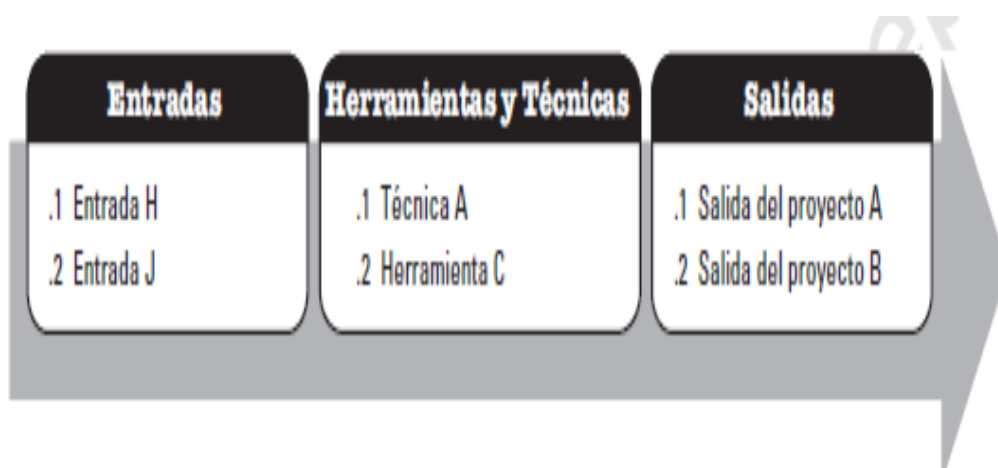 Entradas
.1 Entrada H
.2 Entrada J
Herramientas y Técnicas
.1 Técnica A
.2 Herramienta C
Salidas
.1 Salida del proyecto A
.2 Salida del proyecto B